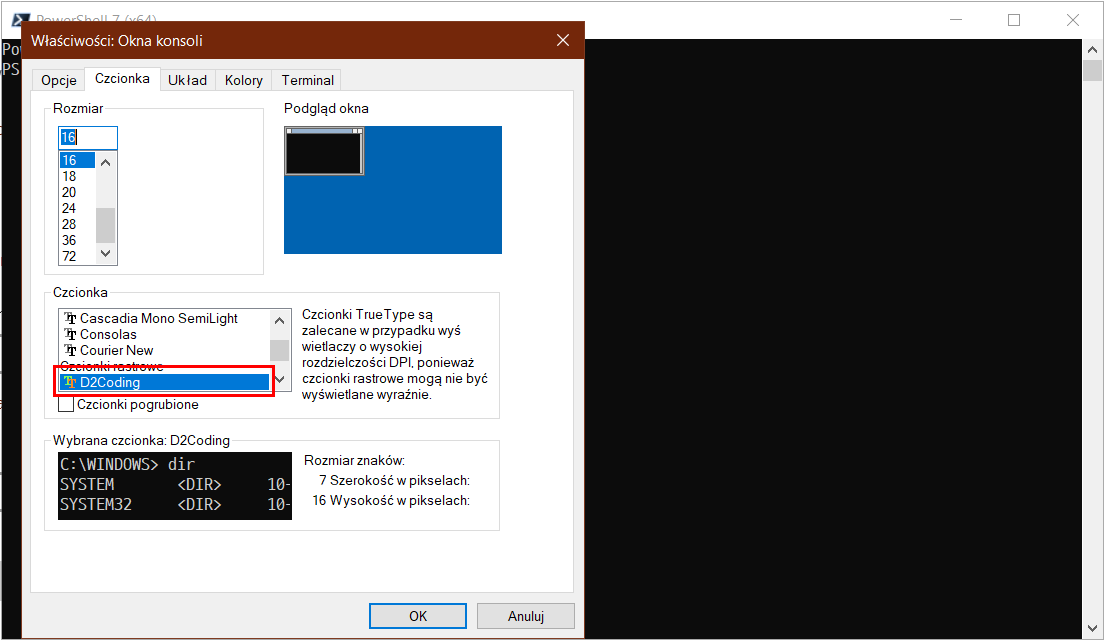 PowerShell 7 (x64)
Właściwości: Okna konsoli
Opcje Czcionka Układ Kolory Terminal
Rozmiar
16
16
18
20
24
28
36
72
Podgląd okna
Czcionka
Cascadia Mono SemiLight
Consolas
Courier New
Czcionki rastrowe
D2Coding
Czcionki pogrubione
Czcionki TrueType są
zalecane w przypadku wyś
wietlaczy o wysokiej
rozdzielczości DPI, ponieważ
czcionki rastrowe mogą nie być
wyświetlane wyraźnie.
Wybrana czcionka: D2Coding
C:\WINDOWS> dir
SYSTEM <DIR> 10-
SYSTEM32 <DIR> 10-
Rozmiar znaków:
7 Szerokość w pikselach:
16 Wysokość w pikselach:
OK Anuluj